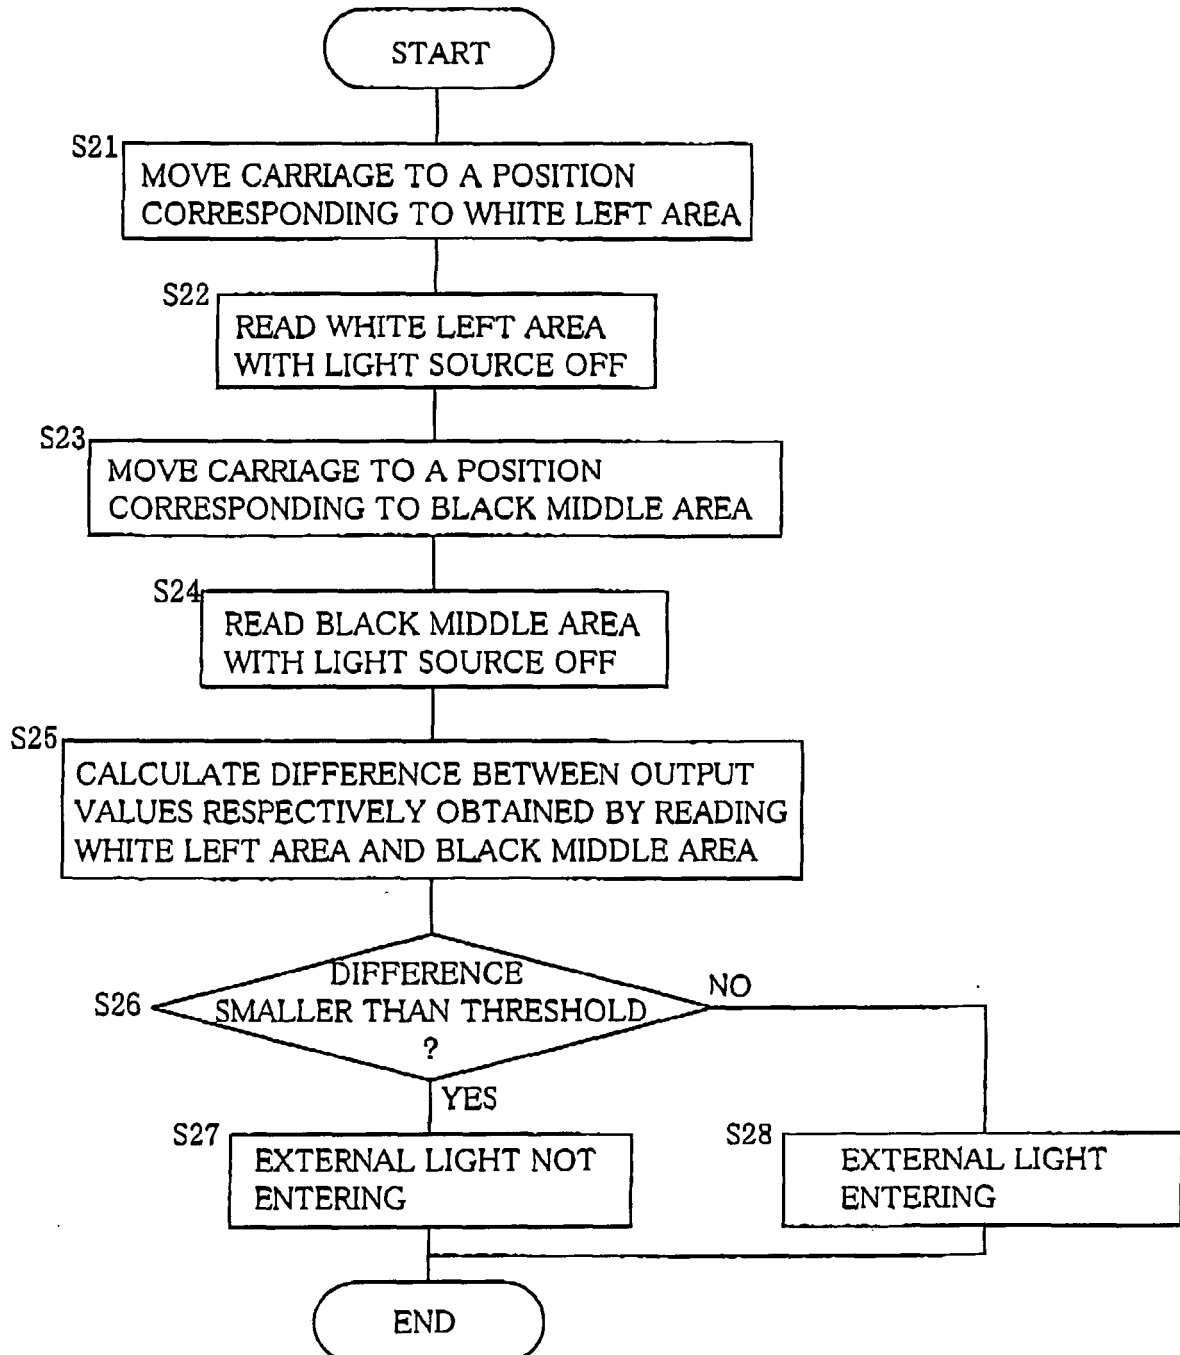 START
S21
MOVE CARRIAGE TO A POSITION
CORRESPONDING TO WHITE LEFT AREA
S22
READ WHITE LEFT AREA
WITH LIGHT SOURCE OFF
S23
MOVE CARRIAGE TO A POSITION
CORRESPONDING TO BLACK MIDDLE AREA
S24
READ BLACK MIDDLE AREA
WITH LIGHT SOURCE OFF
S25
CALCULATE DIFFERENCE BETWEEN OUTPUT
VALUES RESPECTIVELY OBTAINED BY READING
WHITE LEFT AREA AND BLACK MIDDLE AREA
S26
DIFFERENCE
SMALLER THAN THRESHOLD
?
NO
YES
S27
EXTERNAL LIGHT NOT
ENTERING
S28
EXTERNAL LIGHT
ENTERING
END